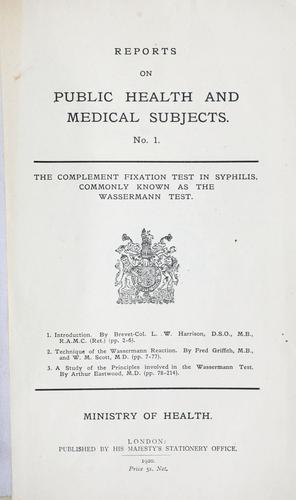 REPORTS
ON
PUBLIC HEALTH AND
MEDICAL SUBJECTS.
No. 1.
THE COMPLEMENT FIXATION TEST IN SYPHILIS,
COMMONLY KNOWN AS THE
WASSERMANN TEST.
1. Introduction. By Brevet-Col. L. W. Harrison, D.S.O., M.B.,
R.A.M.C. (Ret.) (pp. 2-6).
2. Technique of the Wassermann Reaction. By Fred Griffith, M.B.,
and W. M. Scott, M.D. (pp. 7-77).
3. A Study of the Principles involved in the Wassermann Test.
By Arthur Eastwood, M.D. (pp. 78-214).
MINISTRY OF HEALTH.
LONDON:
PUBLISHED BY HIS MAJESTY'S STATIONERY OFFICE.
1920.
Price 5s. Net.